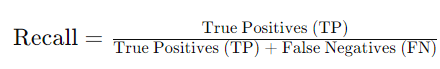 Recall = True Positives (TP) / True Positives (TP) + False Negatives (FN)